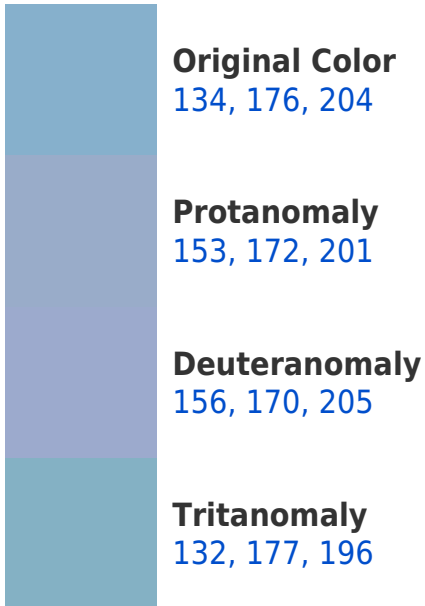 Original Color
134, 176, 204
Protanomaly
153, 172, 201
Deuteranomaly
156, 170, 205
Tritanomaly
132, 177, 196